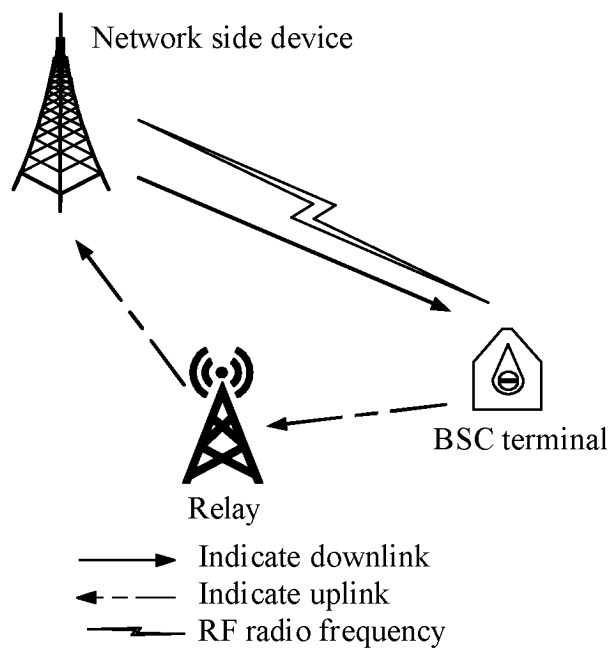 Network side device
BSC terminal
Relay
Indicate downlink
Indicate uplink
RF radio frequency